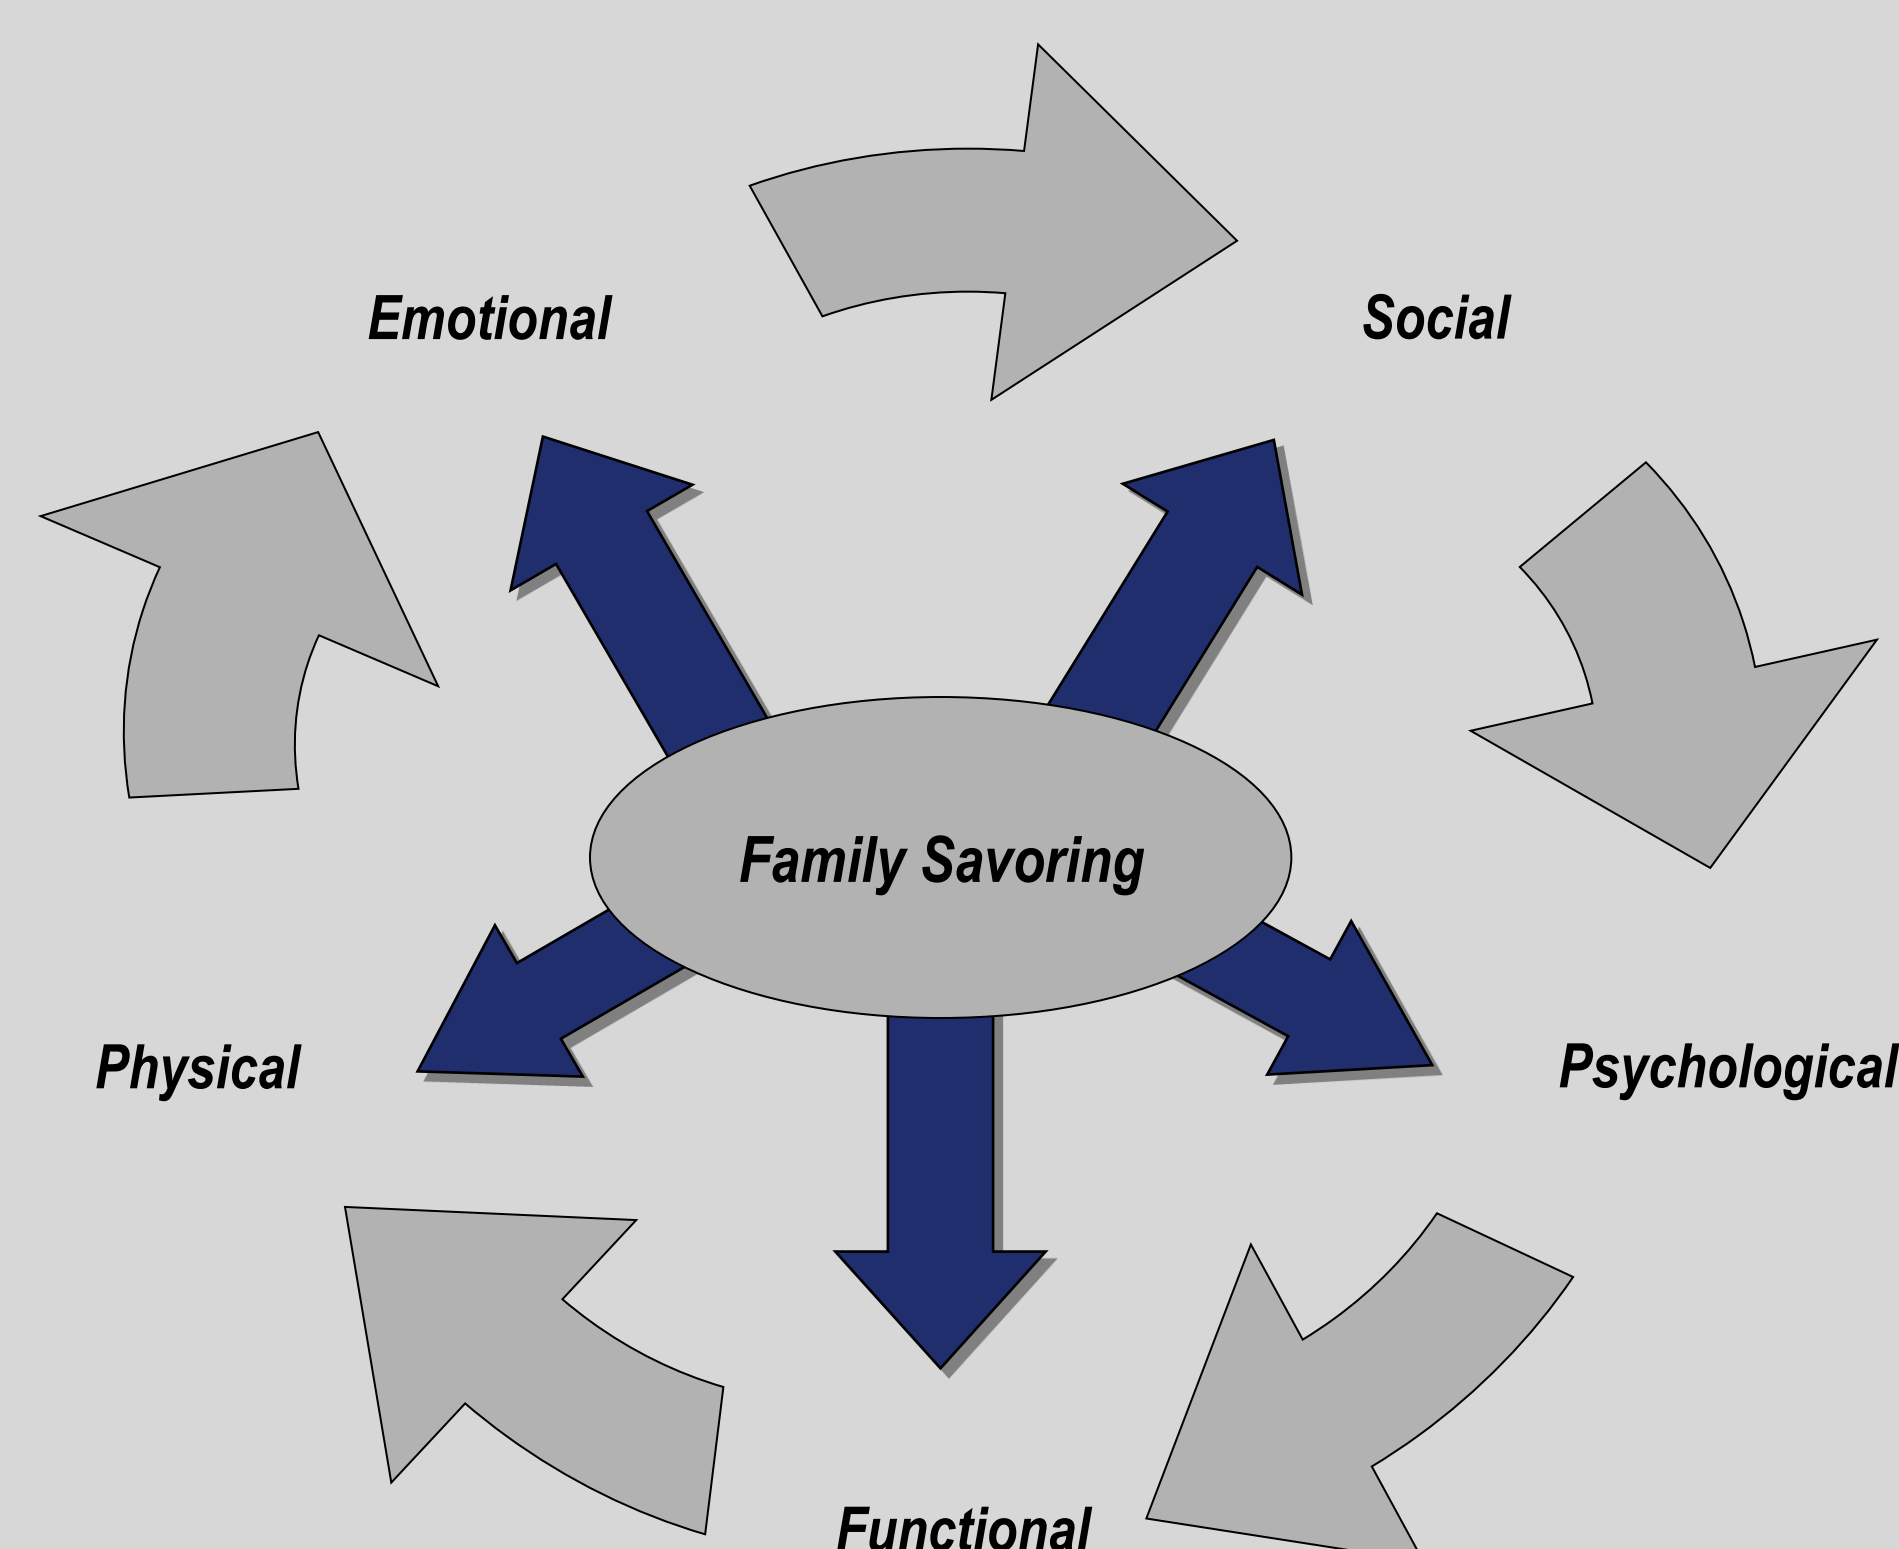 Emotional
Social
Family Savoring
Physical
Psychological
Functional